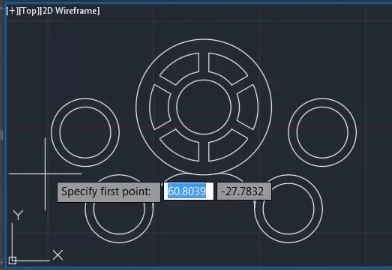 [+][Top][2D Wireframe]
Specify first point: 60.8039 -27.7832
Y
X